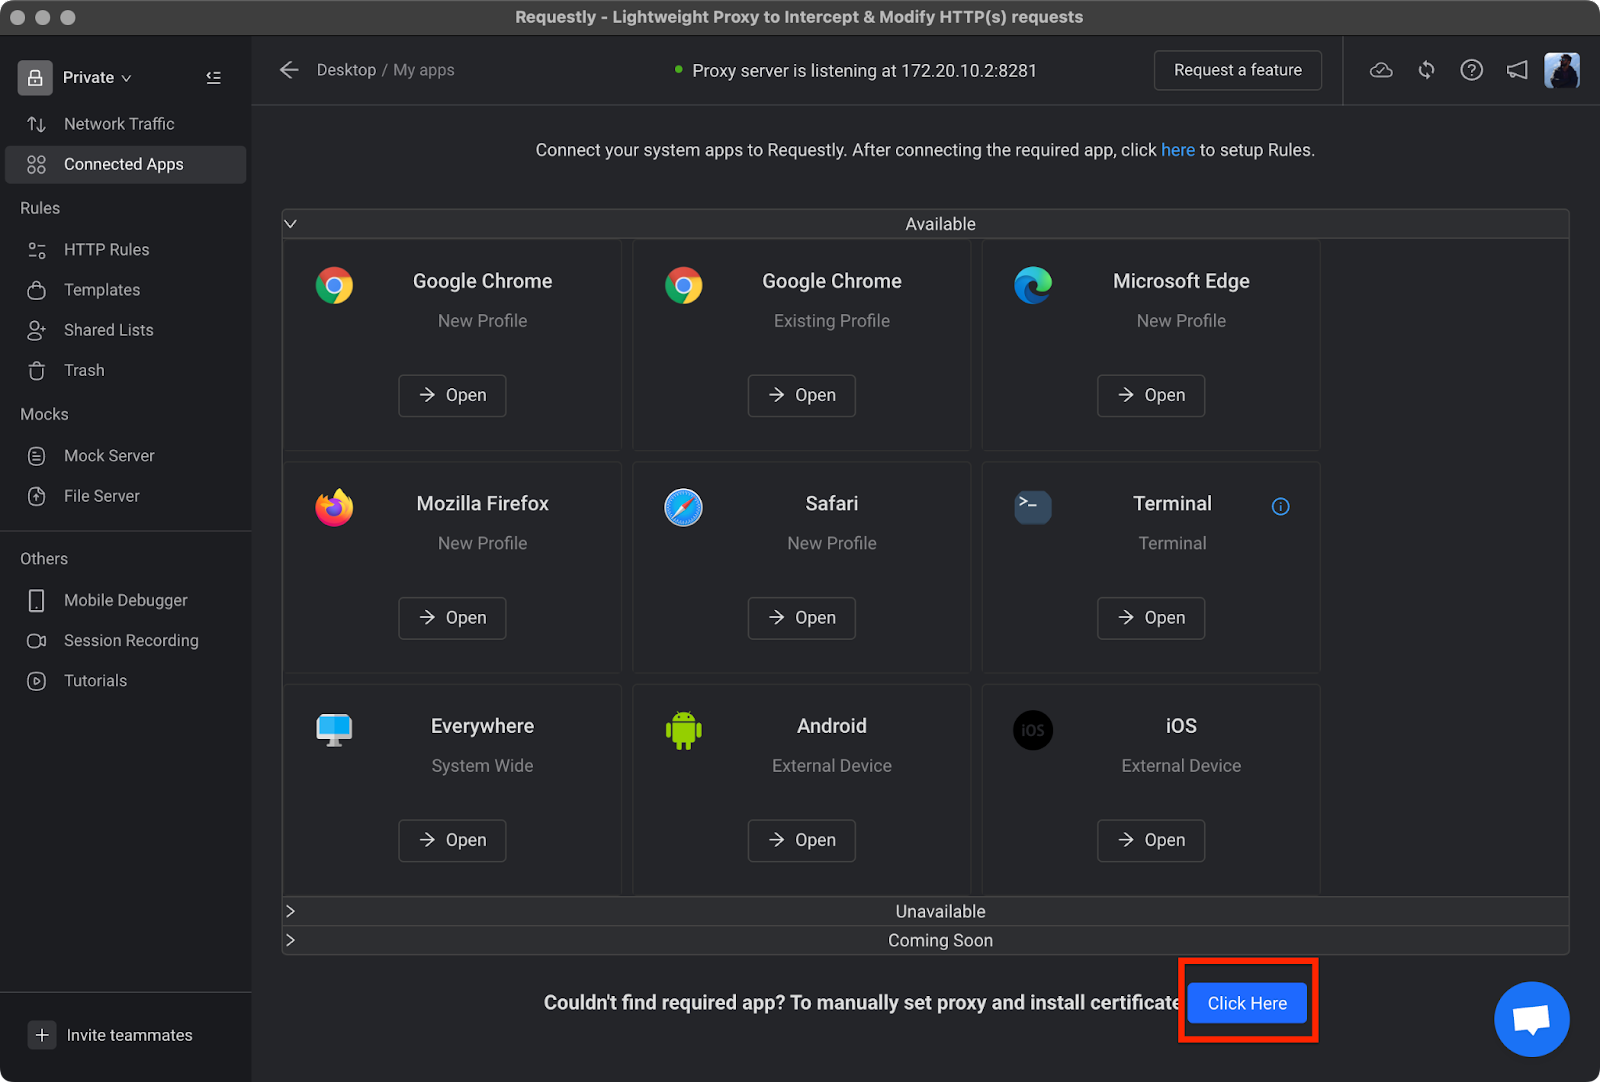 Requestly - Lightweight Proxy to Intercept & Modify HTTP(s) requests
Private
Network Traffic
Connected Apps
Rules
HTTP Rules
Templates
Shared Lists
Trash
Mocks
Mock Server
File Server
Others
Mobile Debugger
Session Recording
Tutorials
Invite teammates
Desktop / My apps
Proxy server is listening at 172.20.10.2:8281
Request a feature
Connect your system apps to Requestly. After connecting the required app, click here to setup Rules.
Available
Google Chrome
New Profile
Open
Google Chrome
Existing Profile
Open
Microsoft Edge
New Profile
Open
Mozilla Firefox
New Profile
Open
Safari
New Profile
Open
Terminal
Terminal
Open
Everywhere
System Wide
Open
Android
External Device
Open
iOS
iOS
External Device
Open
Unavailable
Coming Soon
Couldn't find required app? To manually set proxy and install certificate
Click Here